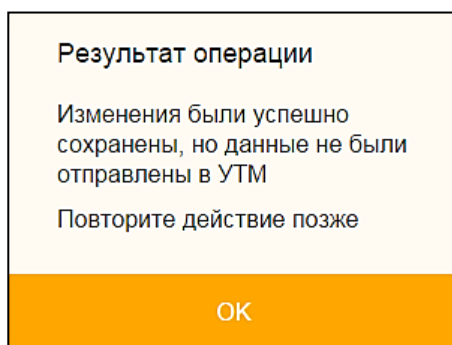 Результат операции
Изменения были успешно
сохранены, но данные не были
отправлены в УТМ
Повторите действие позже
OK